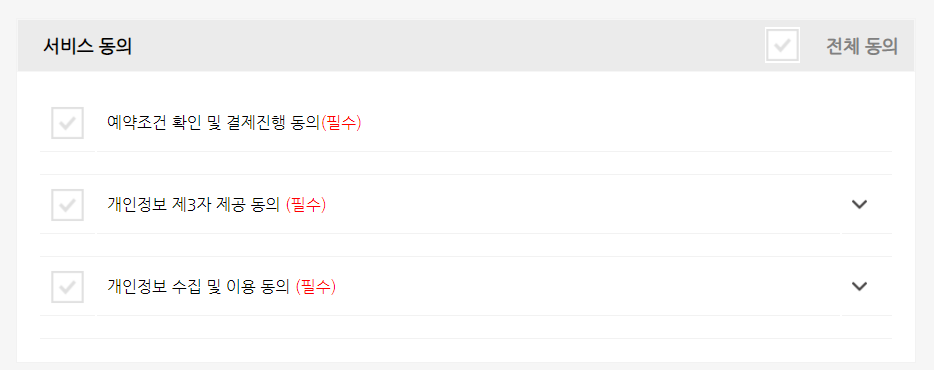 서비스 동의
전체 동의
예약조건 확인 및 결제진행 동의(필수)
개인정보 제3자 제공 동의 (필수)
개인정보 수집 및 이용 동의 (필수)